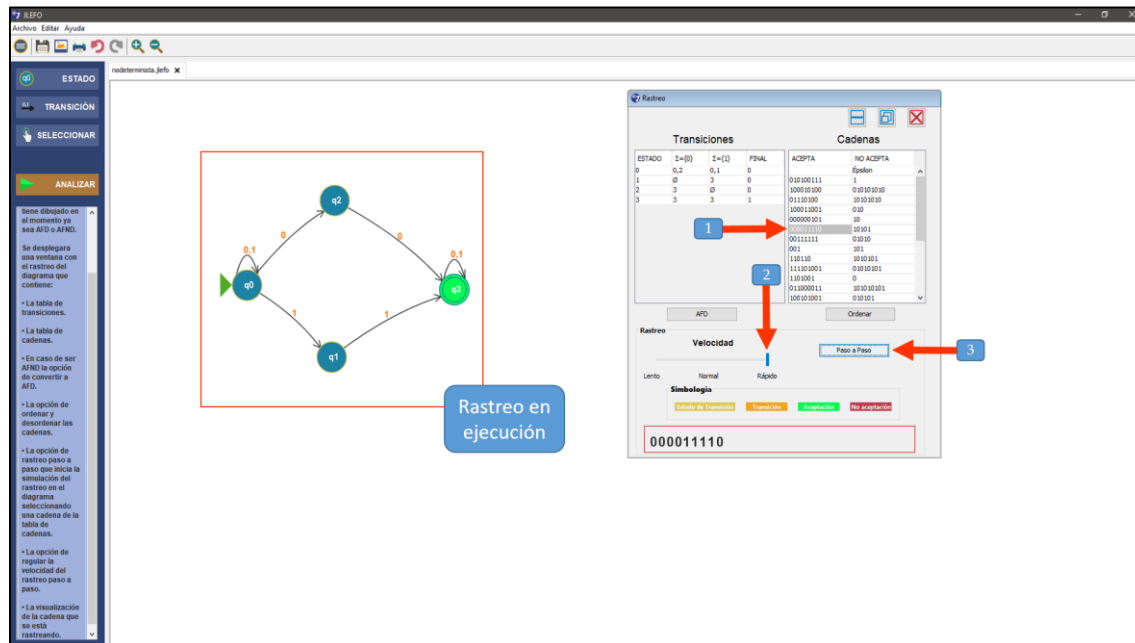 JLEFO
Archivo Editar Ayuda
q0 ESTADO
0,1 TRANSICIÓN
SELECCIONAR
ANALIZAR
tiene dibujado en
el momento ya
sea AFD o AFND.
Se desplegara
una ventana con
el rastreo del
diagrama que
contiene:
• La tabla de
transiciones.
• La tabla de
cadenas.
• En caso de ser
AFND la opción
de convertir a
AFD.
• La opción de
ordenar y
desordenar las
cadenas.
• La opción de
rastreo paso a
paso que inicia la
simulación del
rastreo en el
diagrama
seleccionando
una cadena de la
tabla de
cadenas.
• La opción de
regular la
velocidad del
rastreo paso a
paso.
• La visualización
de la cadena que
se está
rastreando.
nodeterminista.jlefo
q2
0
0
0,1
q0
0,1
q3
1
1
q1
Rastreo en
ejecución
Rastreo
Transiciones
ESTADO Σ={0} Σ={1} FINAL
0 0,2 0,1 0
1 Ø 3 0
2 3 Ø 0
3 3 3 1
AFD
Cadenas
ACEPTA NO ACEPTA
Épsilon
010100111 1
100010100 010101010
01110100 10101010
100011001 010
000000101 10
000011110 10101
00111111 01010
001 101
110110 1010101
111101001 01010101
1101001 0
011000011 101010101
100101001 010101
Ordenar
1
2
3
Rastreo
Velocidad
Lento Normal Rápido
Paso a Paso
Simbología
Estado de Transición Transición Aceptación No aceptación
000011110